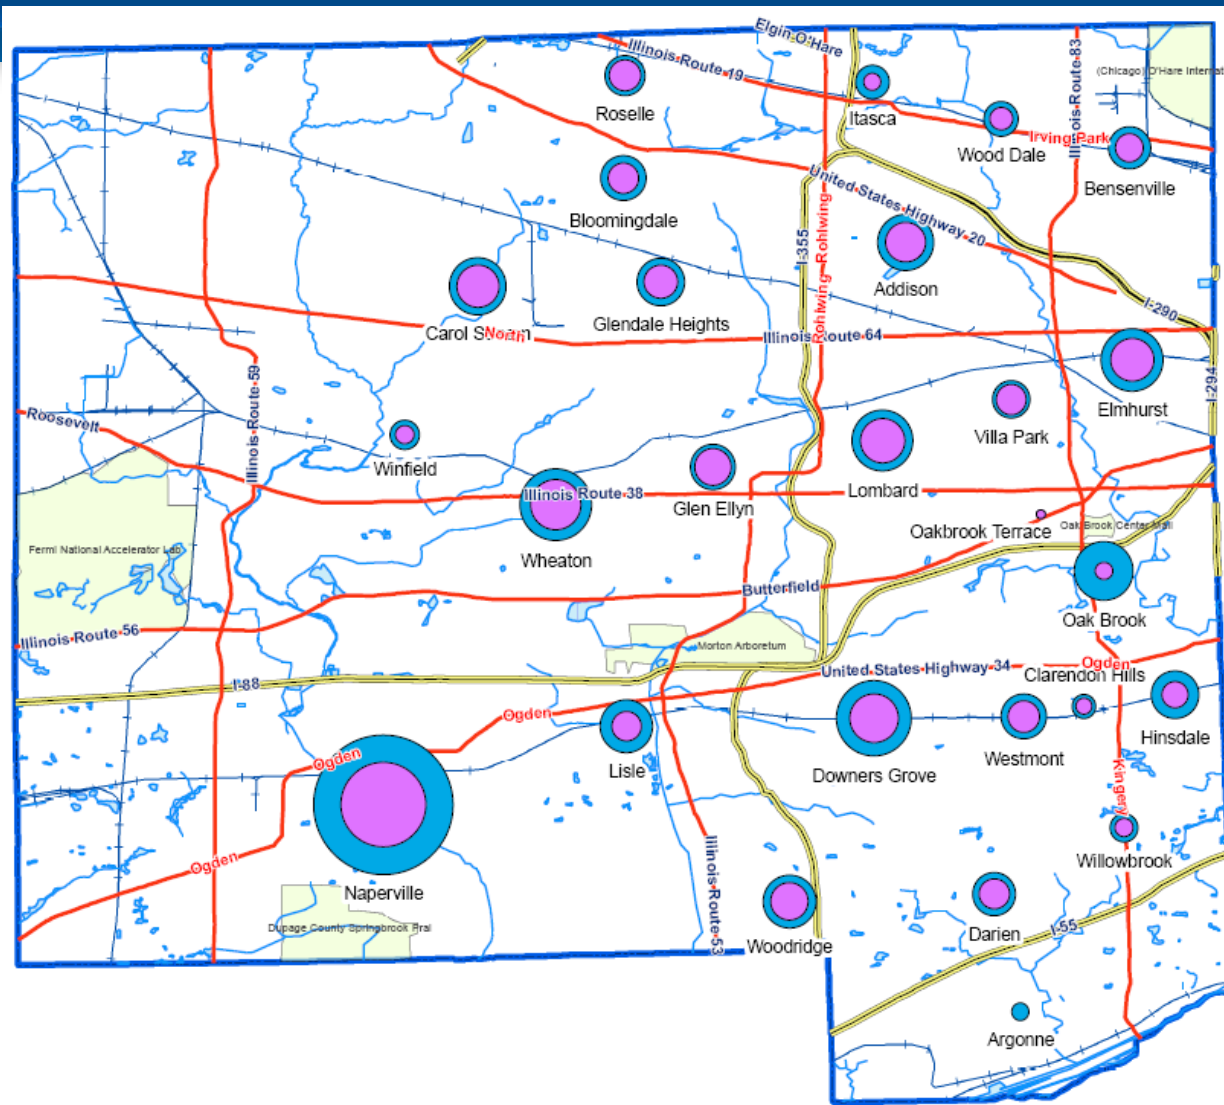 Elgin O'Hare
Illinois Route 19
Illinois Route 83
(Chicago) O'Hare Internat
Roselle
Itasca
Wood Dale
Irving Park
Bensenville
Bloomingdale
United States Highway 20
I-355
Rohlwing
Rohlwing
Addison
Carol S
North
Glendale Heights
Illinois Route 64
I-290
I-294
Elmhurst
Illinois Route 59
Roosevelt
Villa Park
Winfield
Lombard
Illinois Route 38
Glen Ellyn
Wheaton
Oakbrook Terrace
Oak Brook Center Mall
Fermi National Accelerator Lab
Butterfield
Oak Brook
Illinois Route 56
Morton Arboretum
United States Highway 34
Ogden
Clarendon Hills
I-88
Ogden
Hinsdale
Westmont
Ogden
Lisle
Downers Grove
Kingery
Willowbrook
Ogden
Naperville
Illinois Route 53
Dupage County Springbrook Prai
Woodridge
Darien
I-55
Argonne